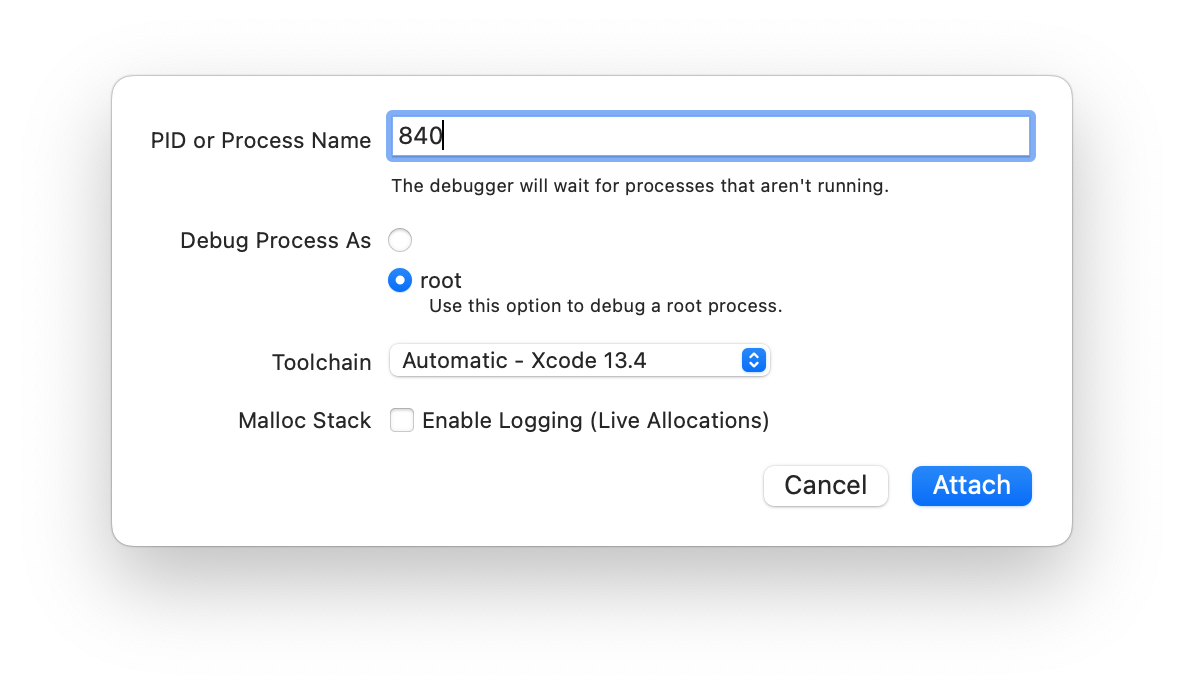 PID or Process Name 840
The debugger will wait for processes that aren't running.
Debug Process As
root
Use this option to debug a root process.
Toolchain Automatic - Xcode 13.4
Malloc Stack Enable Logging (Live Allocations)
Cancel Attach